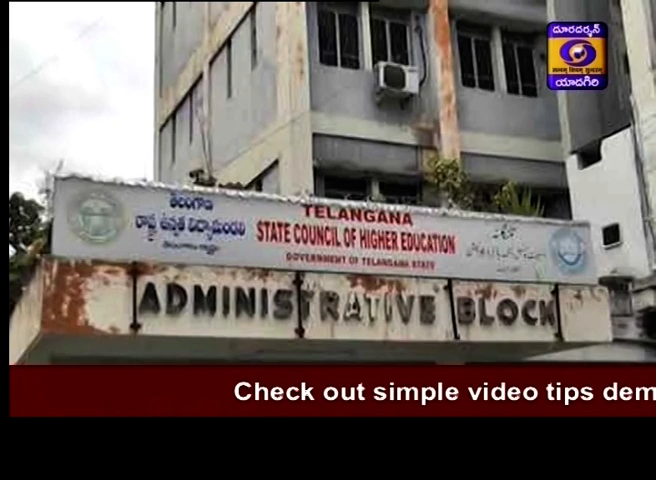 దూరదర్శన్
యాదగిరి
తెలంగాణ
రాష్ట్ర ఉన్నత విద్యామండలి
TELANGANA
STATE COUNCIL OF HIGHER EDUCATION
GOVERNMENT OF TELANGANA STATE
ADMINISTRATIVE BLOCK
Check out simple video tips dem